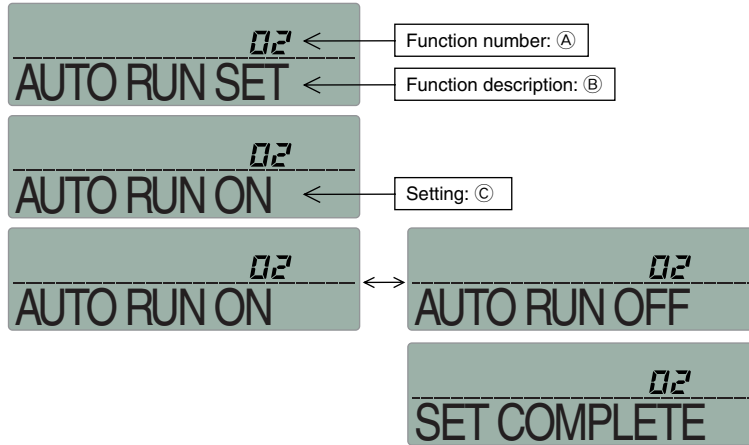 02
Function number: Ⓐ
AUTO RUN SET
Function description: Ⓑ
02
AUTO RUN ON
Setting: Ⓒ
02
AUTO RUN ON
02
AUTO RUN OFF
02
SET COMPLETE